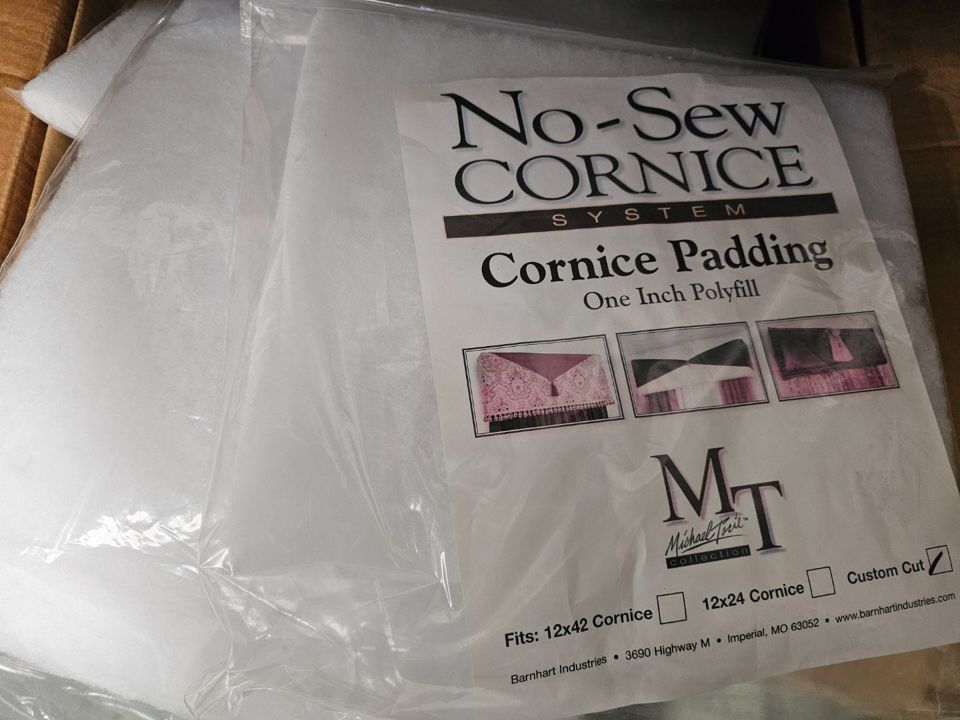 No-Sew
CORNICE
SYSTEM
Cornice Padding
One Inch Polyfill
MT
Michael
collection
Fits: 12x42 Cornice 12x24 Cornice Custom Cut
Barnhart Industries • 3690 Highway M • Imperial, MO 63052 • www.barnhartindustries.com